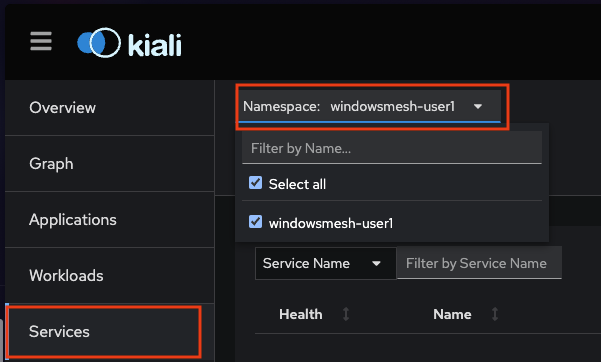 kiali
Overview
Graph
Applications
Workloads
Services
Namespace: windowsmesh-user1
Filter by Name...
Select all
windowsmesh-user1
Service Name
Filter by Service Name
Health
Name